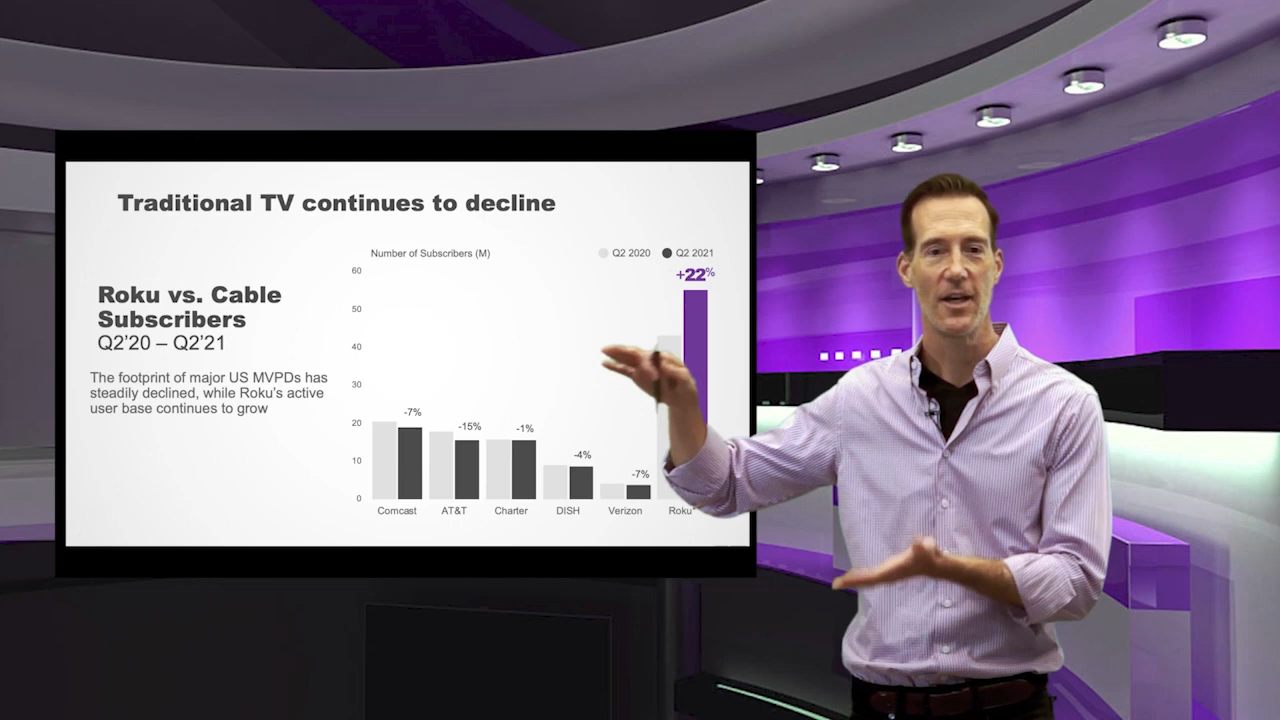 Traditional TV continues to decline
Roku vs. Cable
Subscribers
Q2'20 – Q2'21
The footprint of major US MVPDs has
steadily declined, while Roku's active
user base continues to grow
Number of Subscribers (M)
Q2 2020
Q2 2021
60
50
40
30
20
10
0
+22%
-7%
-15%
-1%
-4%
-7%
Comcast
AT&T
Charter
DISH
Verizon
Roku*